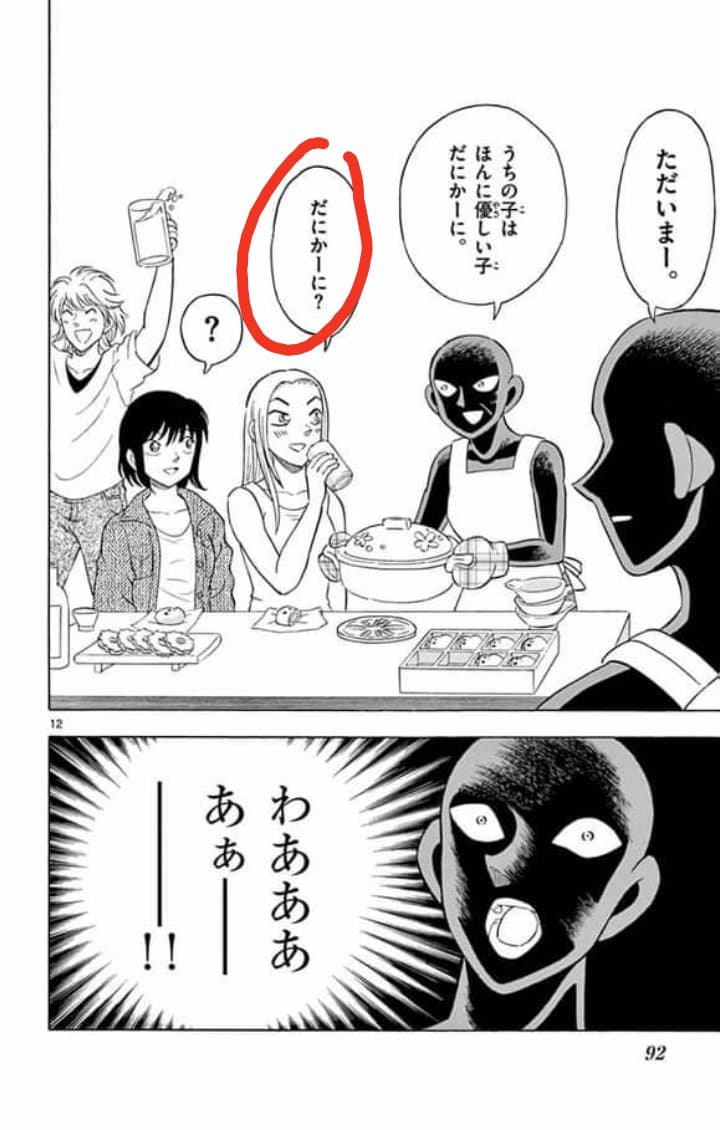 ただいまー。
うちの子は
ほんに優しい子
だにかーに。
だにかーに?
?
12
わああああ
あぁ——
——!!
92